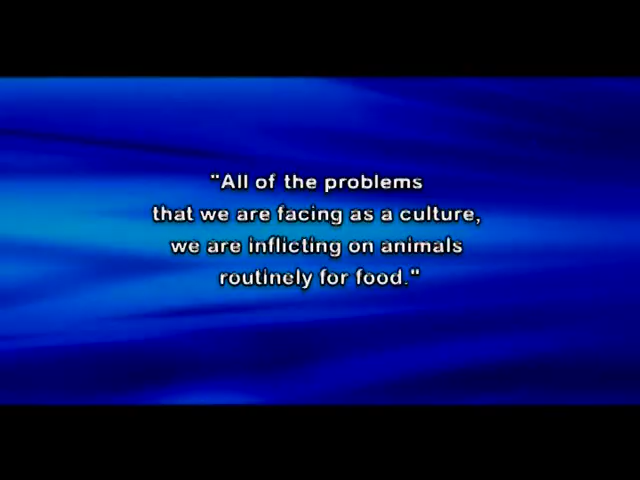 "All of the problems
that we are facing as a culture,
we are inflicting on animals
routinely for food."